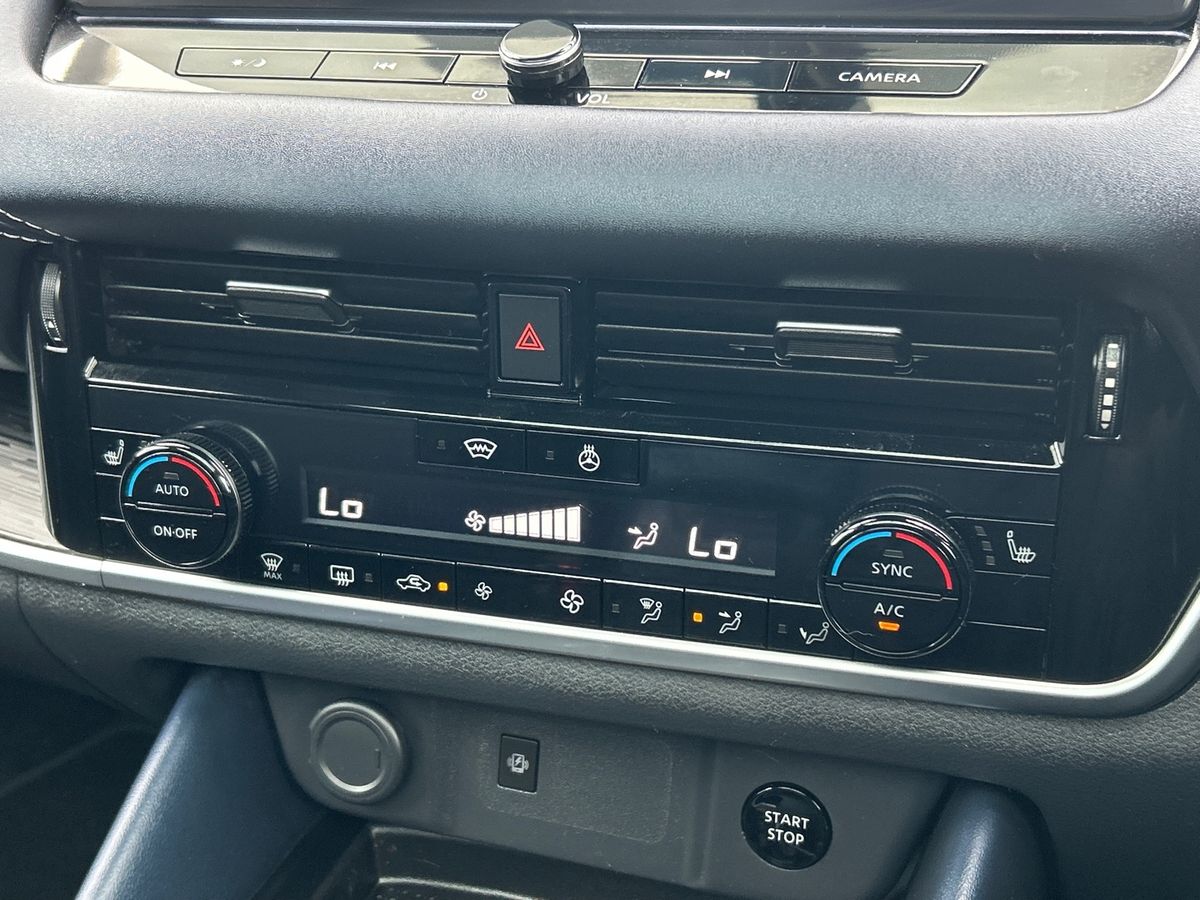 CAMERA
VOL
Lo
Lo
AUTO
ON·OFF
MAX
SYNC
A/C
START
STOP